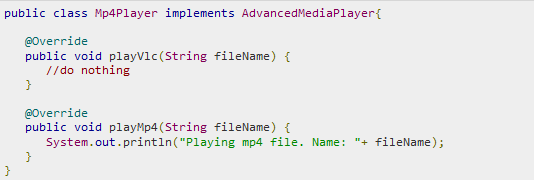 public class Mp4Player implements AdvancedMediaPlayer{
@Override
public void playVlc(String fileName) {
//do nothing
}
@Override
public void playMp4(String fileName) {
System.out.println("Playing mp4 file. Name: "+ fileName);
}
}